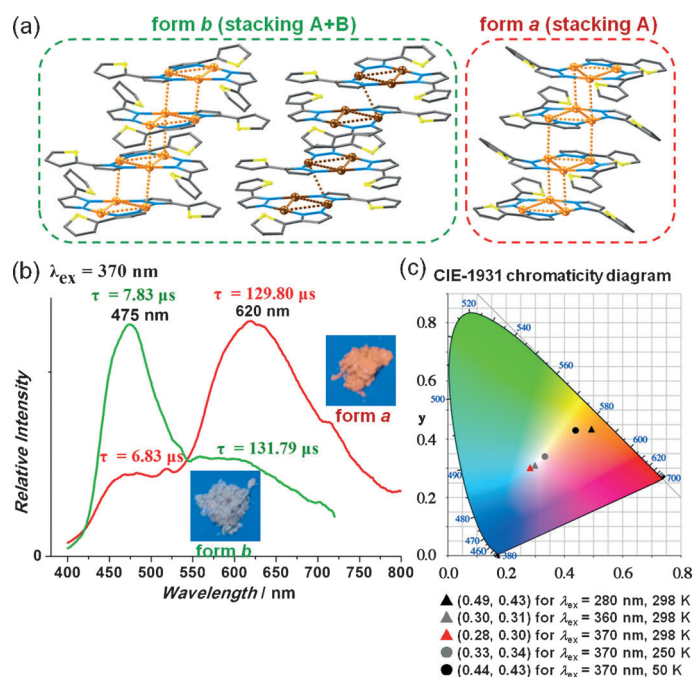 (a)
form b (stacking A+B)
form a (stacking A)
(b)
λex = 370 nm
τ = 7.83 µs
475 nm
τ = 129.80 µs
620 nm
form a
τ = 6.83 µs
τ = 131.79 µs
form b
Relative Intensity
0
400 450 500 550 600 650 700 750 800
Wavelength / nm
(c)
CIE-1931 chromaticity diagram
0.8
0.6
y
0.4
0.2
0.0
0.0 0.2 0.4 0.6 0.8
520
540
560
500
580
600
620
700
490
480
470
460
380
▲ (0.49, 0.43) for λex = 280 nm, 298 K
▲ (0.30, 0.31) for λex = 360 nm, 298 K
▲ (0.28, 0.30) for λex = 370 nm, 298 K
● (0.33, 0.34) for λex = 370 nm, 250 K
● (0.44, 0.43) for λex = 370 nm, 50 K